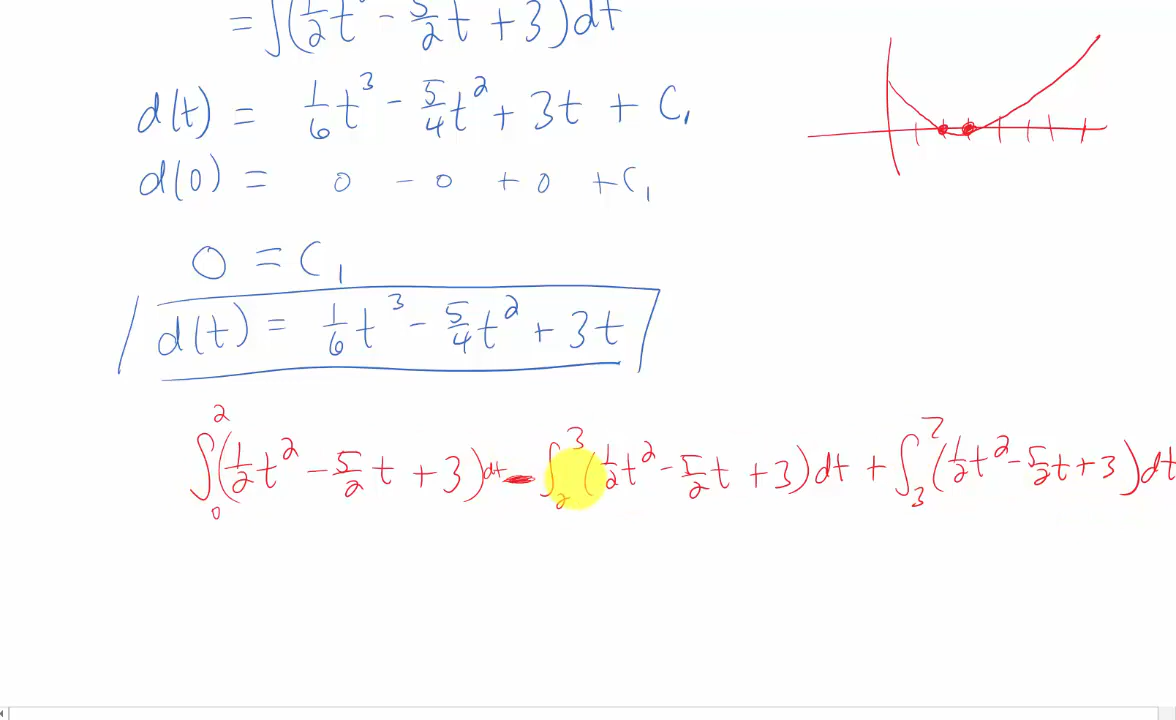 = ∫(1/2 t² - 5/2 t + 3)dt
d(t) = 1/6 t³ - 5/4 t² + 3t + C₁
d(0) = 0 - 0 + 0 + C₁
0 = C₁
d(t) = 1/6 t³ - 5/4 t² + 3t
∫₀² (1/2 t² - 5/2 t + 3)dt - ∫₂³ (1/2 t² - 5/2 t + 3)dt + ∫₃⁷ (1/2 t² - 5/2 t + 3)dt